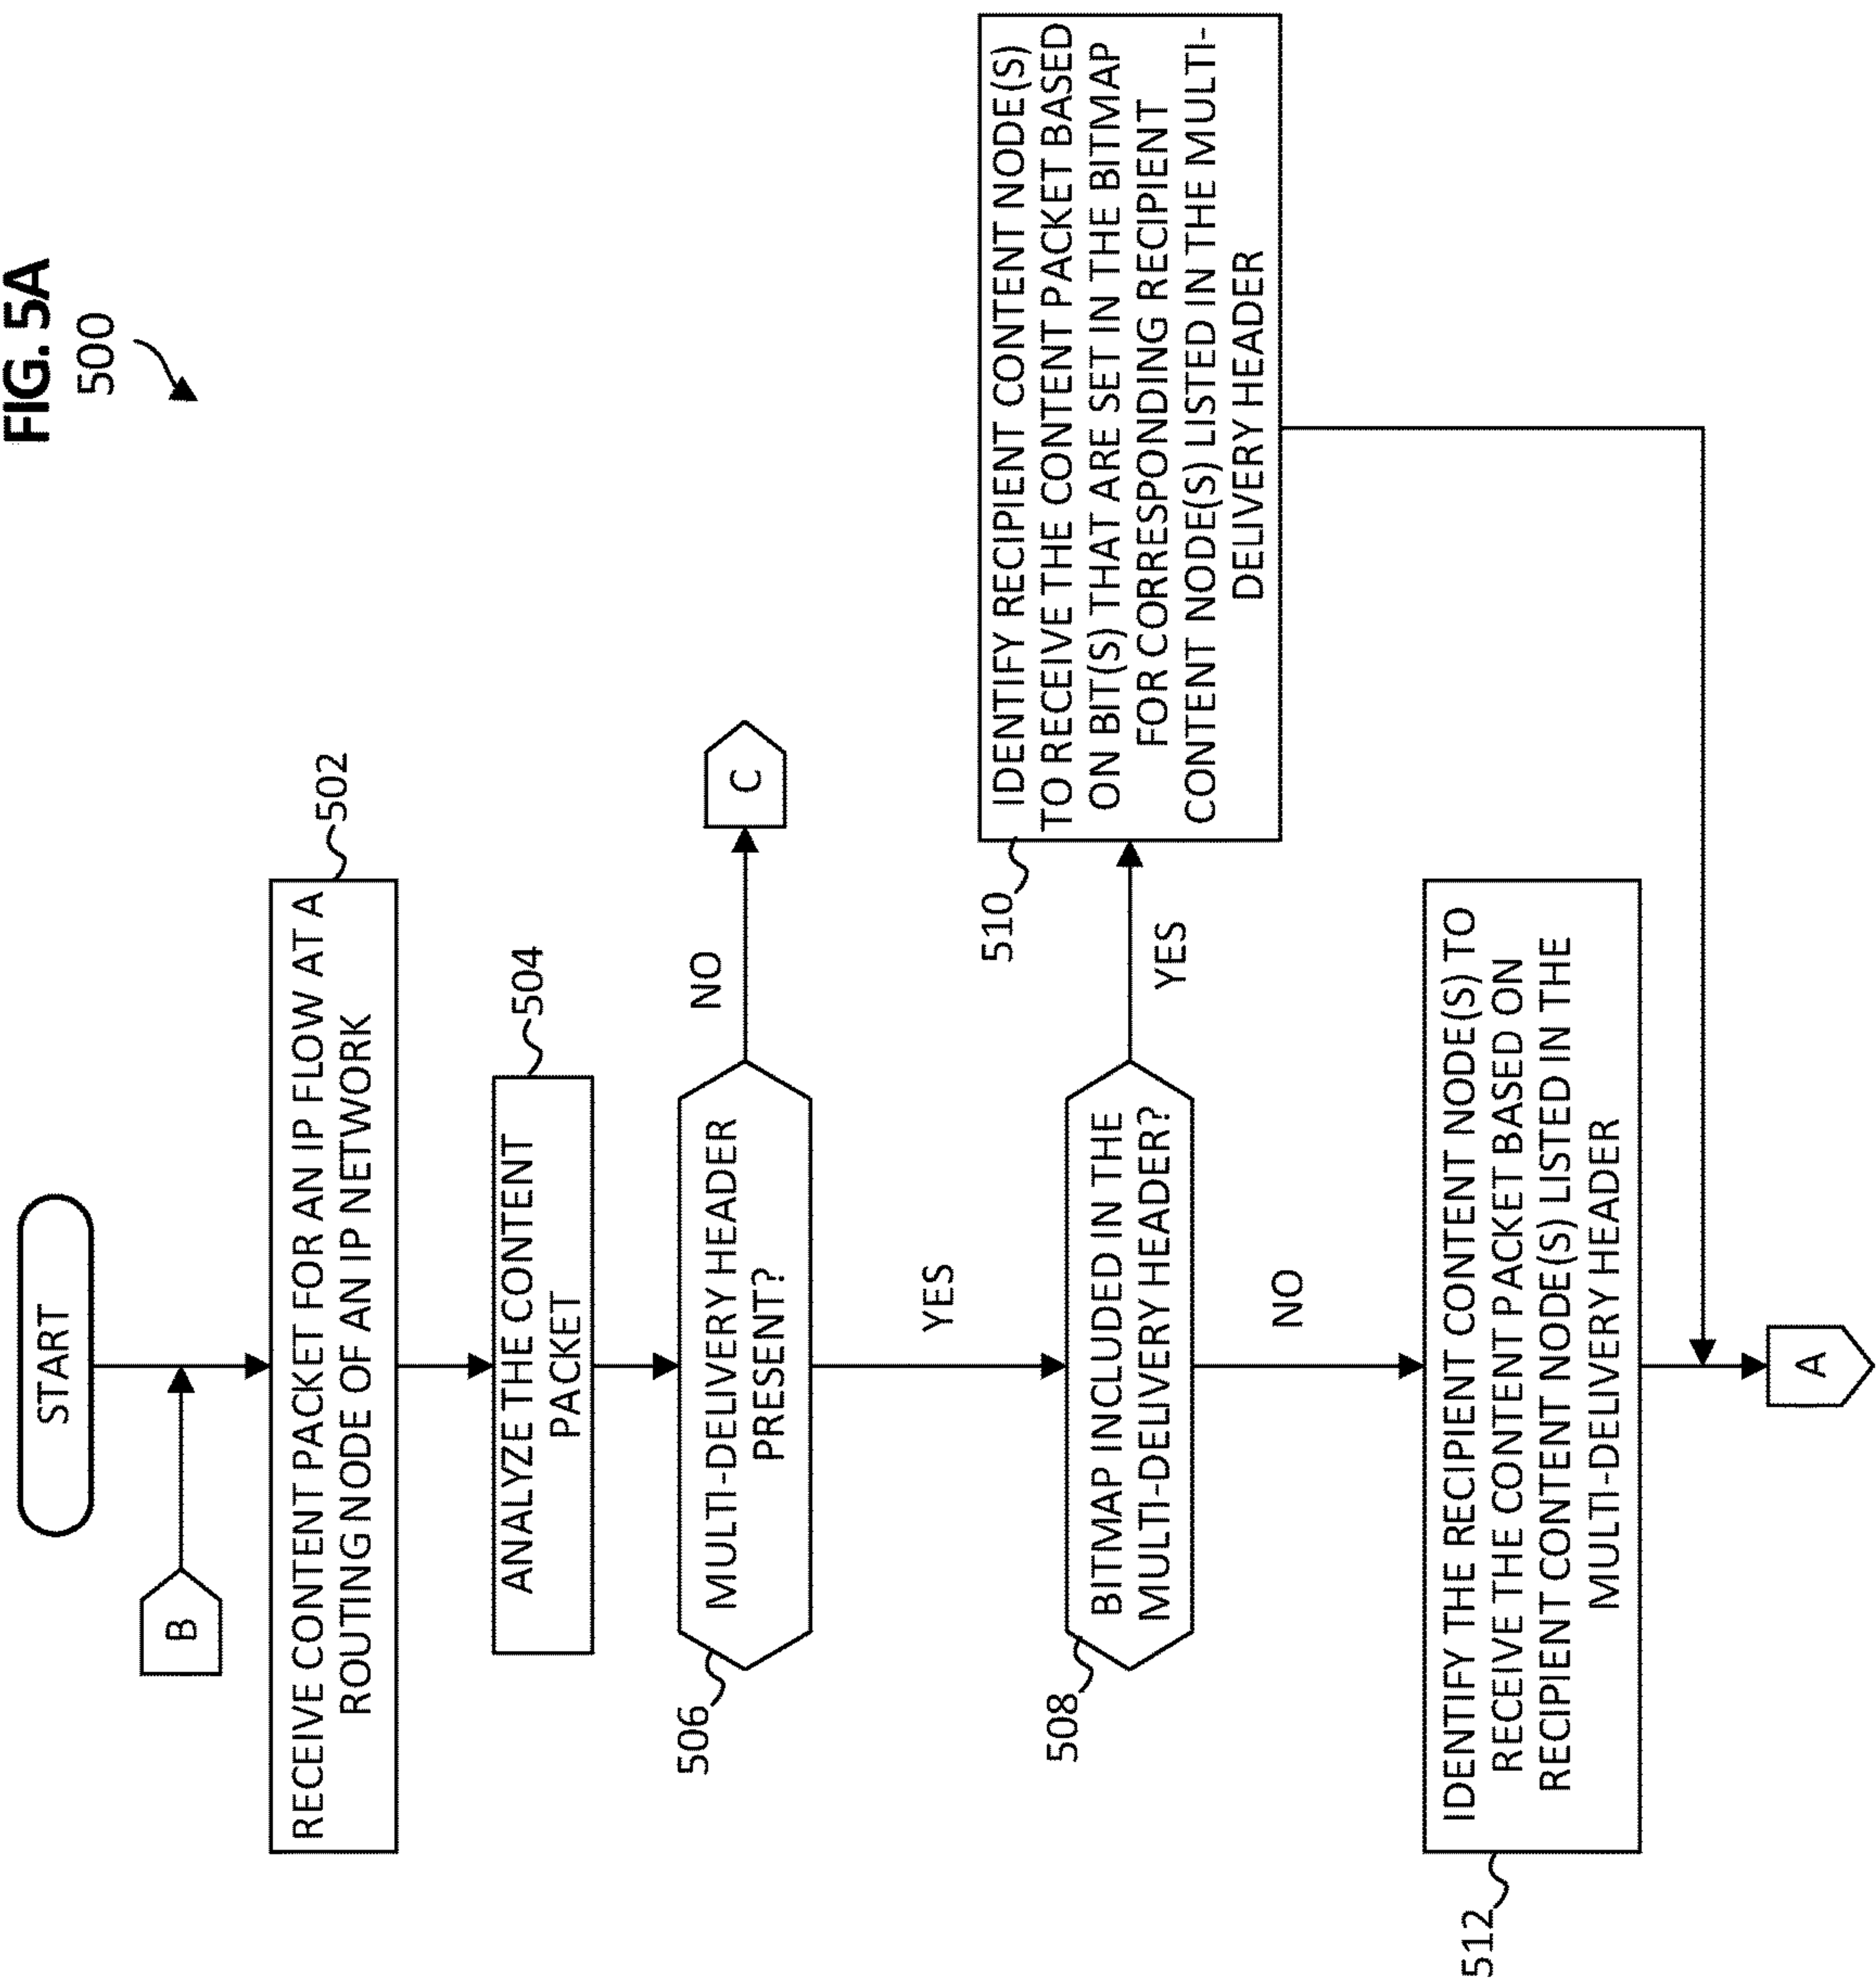 FIG. 5A
500
START
B
RECEIVE CONTENT PACKET FOR AN IP FLOW AT A
ROUTING NODE OF AN IP NETWORK
502
ANALYZE THE CONTENT
PACKET
504
MULTI-DELIVERY HEADER
PRESENT?
506
NO
C
YES
BITMAP INCLUDED IN THE
MULTI-DELIVERY HEADER?
508
YES
510
IDENTIFY RECIPIENT CONTENT NODE(S)
TO RECEIVE THE CONTENT PACKET BASED
ON BIT(S) THAT ARE SET IN THE BITMAP
FOR CORRESPONDING RECIPIENT
CONTENT NODE(S) LISTED IN THE MULTI-
DELIVERY HEADER
NO
IDENTIFY THE RECIPIENT CONTENT NODE(S) TO
RECEIVE THE CONTENT PACKET BASED ON
RECIPIENT CONTENT NODE(S) LISTED IN THE
MULTI-DELIVERY HEADER
512
A